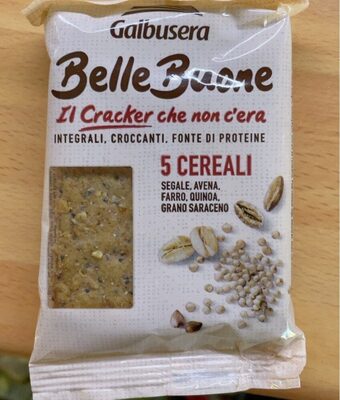 Galbusera
BelleBuone
Il Cracker che non c'era
INTEGRALI, CROCCANTI, FONTE DI PROTEINE
5 CEREALI
SEGALE, AVENA,
FARRO, QUINOA,
GRANO SARACENO